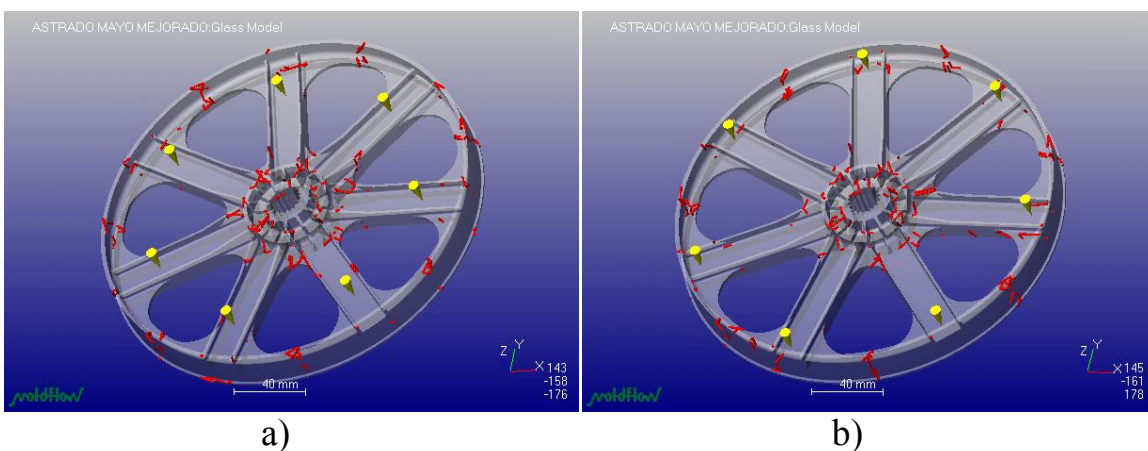 ASTRADO MAYO MEJORADO:Glass Model
Z Y X 143
-158
-176
40 mm
moldflow
a)
ASTRADO MAYO MEJORADO:Glass Model
Z Y X 145
-161
178
40 mm
moldflow
b)